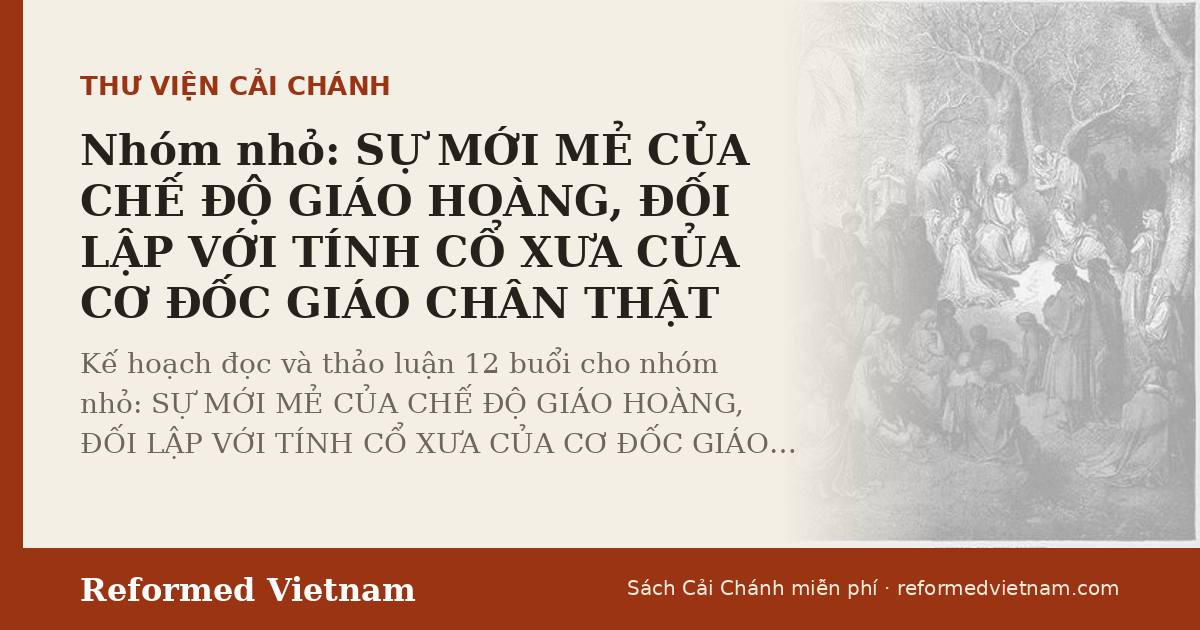 THƯ VIỆN CẢI CHÁNH
Nhóm nhỏ: SỰ MỚI MẺ CỦA
CHẾ ĐỘ GIÁO HOÀNG, ĐỐI
LẬP VỚI TÍNH CỔ XƯA CỦA
CƠ ĐỐC GIÁO CHÂN THẬT
Kế hoạch đọc và thảo luận 12 buổi cho nhóm
nhỏ: SỰ MỚI MẺ CỦA CHẾ ĐỘ GIÁO HOÀNG,
ĐỐI LẬP VỚI TÍNH CỔ XƯA CỦA CƠ ĐỐC GIÁO…
Reformed Vietnam
Sách Cải Chánh miễn phí · reformedvietnam.com